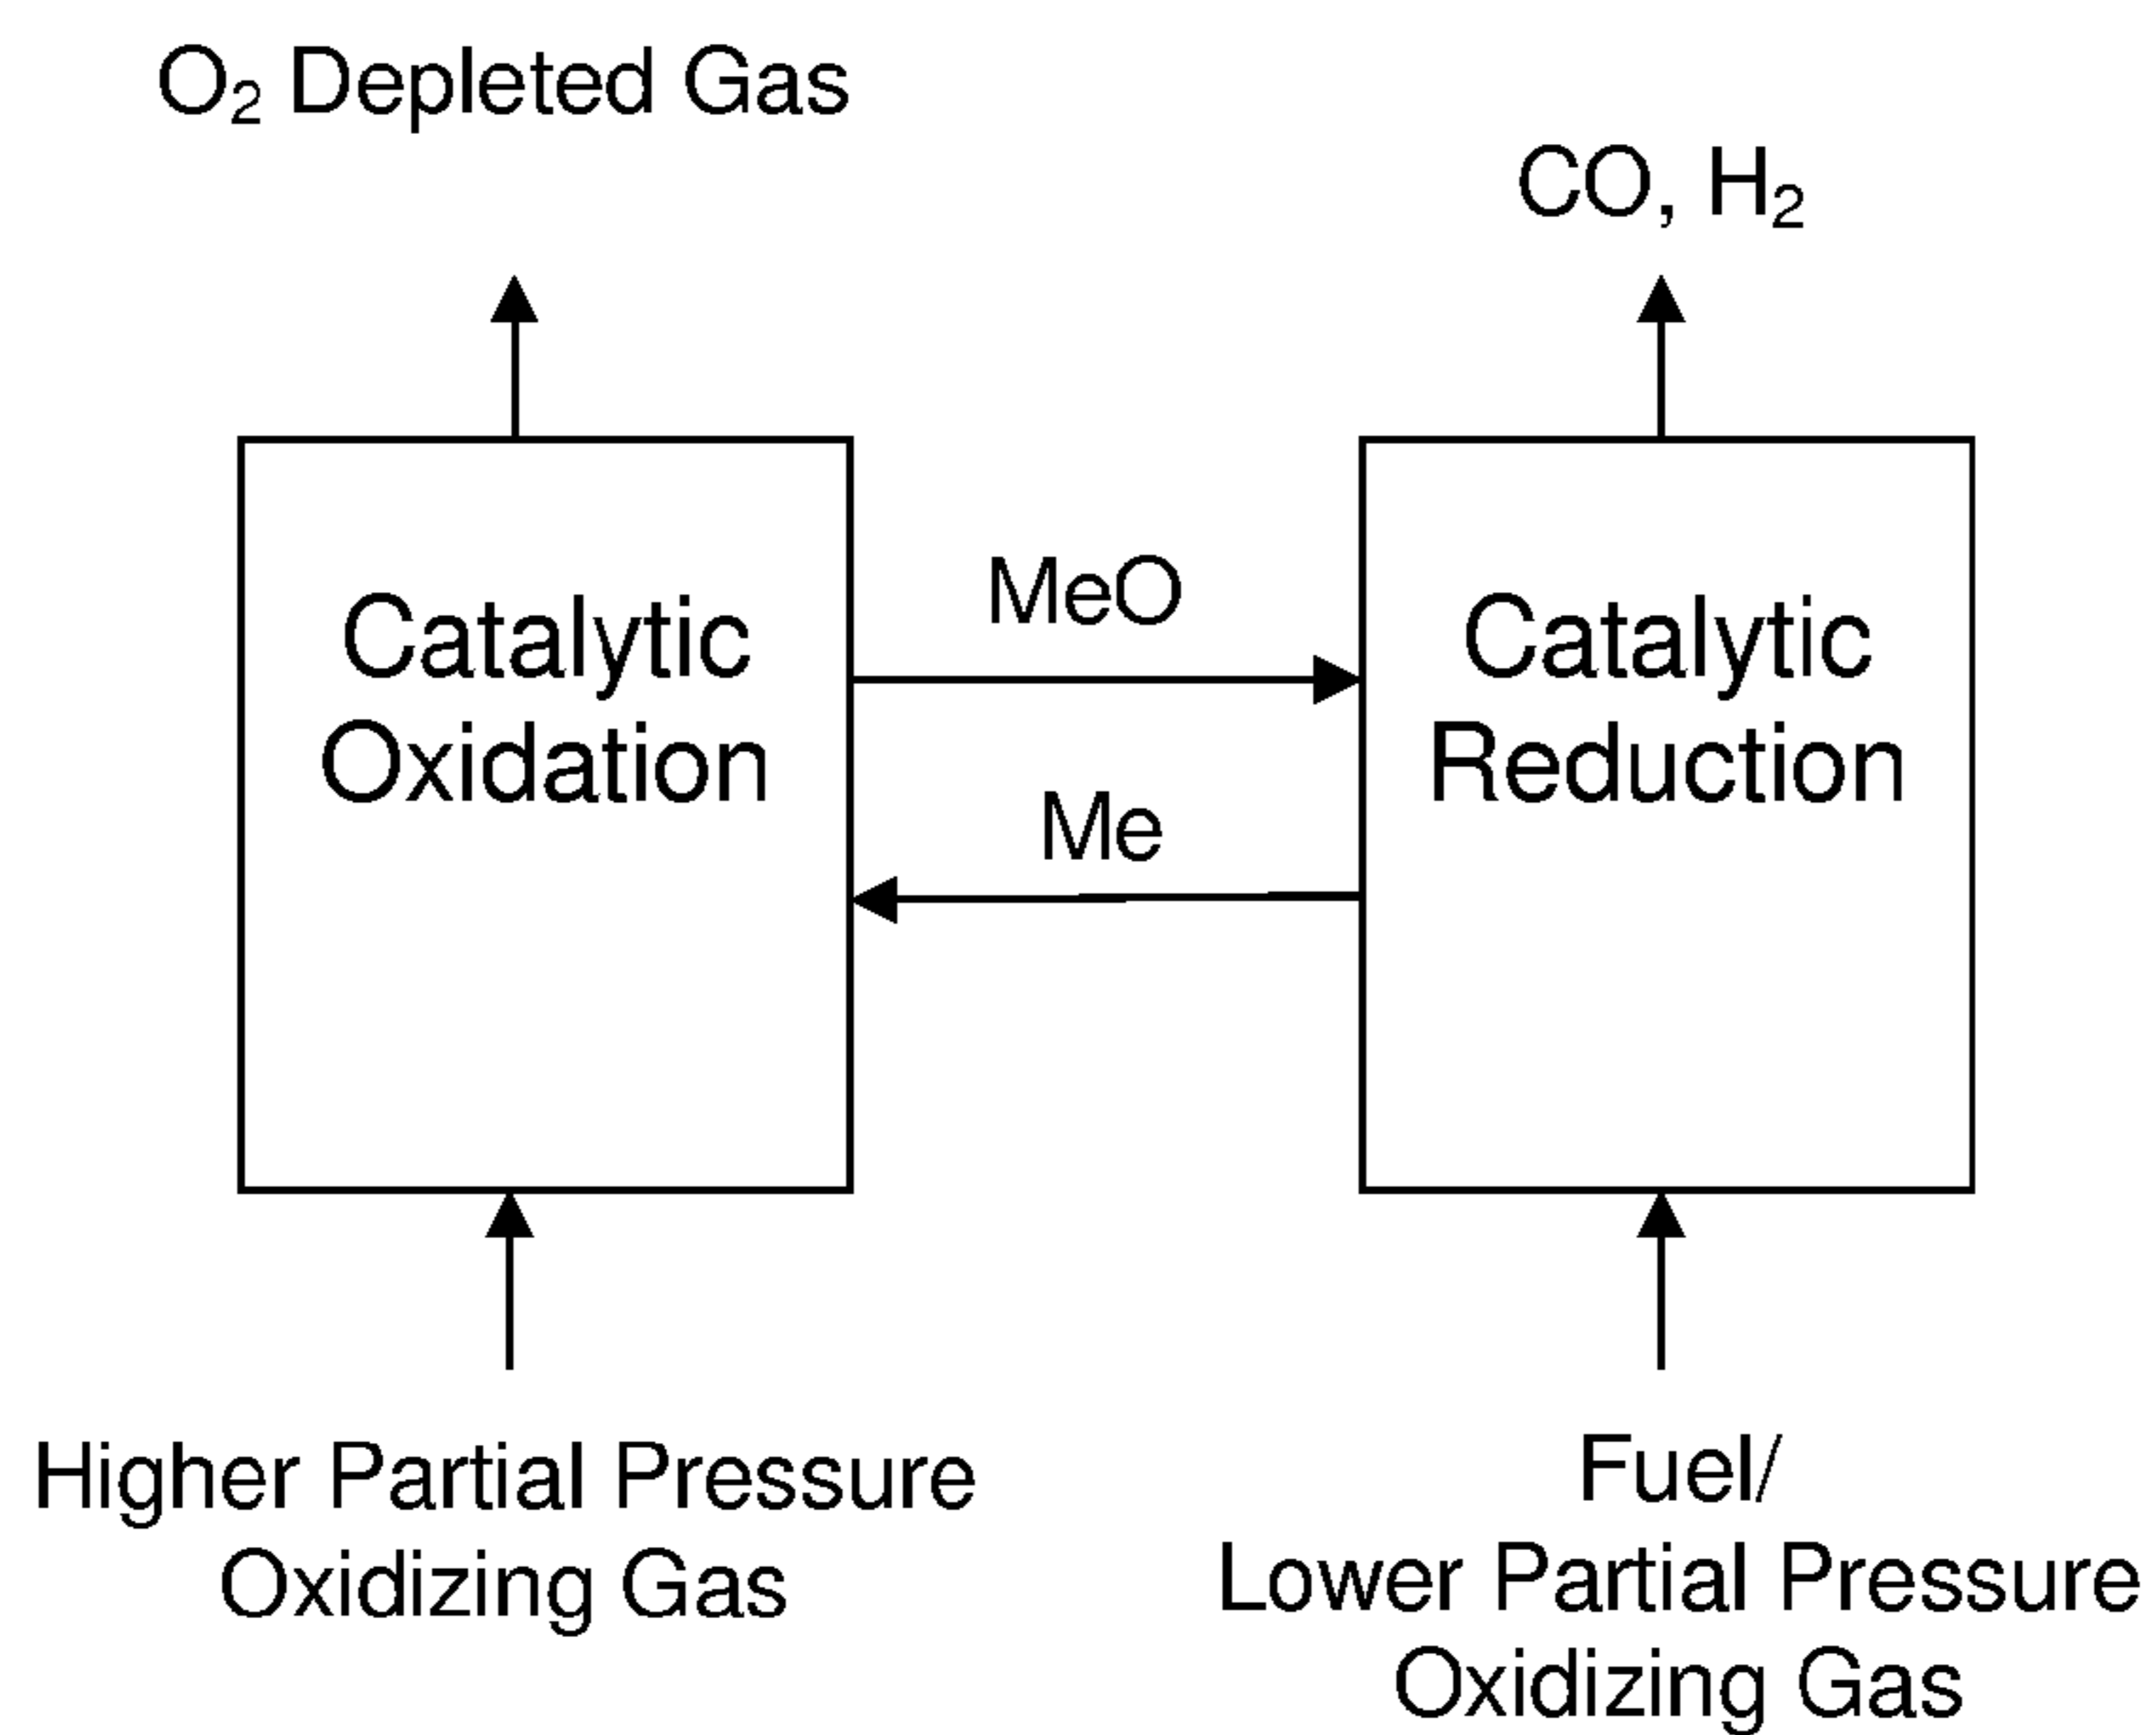 O₂ Depleted Gas
CO, H₂
MeO
Catalytic
Oxidation
Catalytic
Reduction
Me
Higher Partial Pressure
Oxidizing Gas
Fuel/
Lower Partial Pressure
Oxidizing Gas